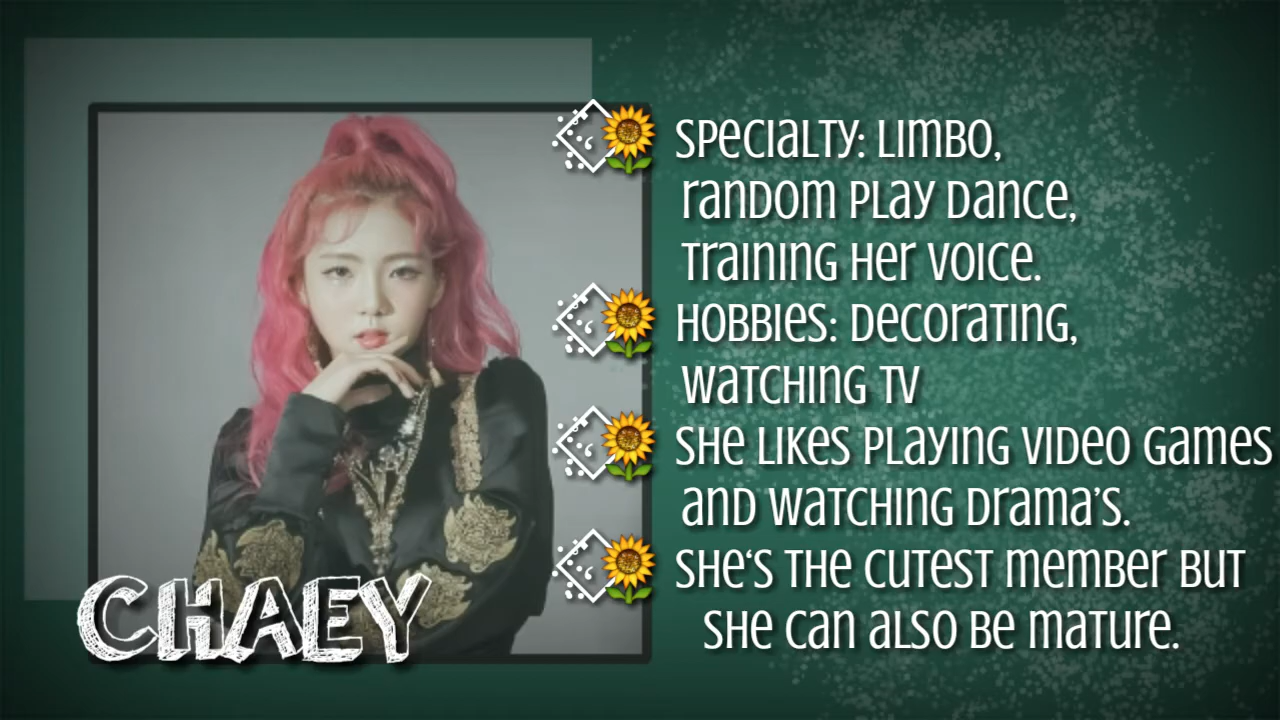 SPECIALTY: LIMBO,
RANDOM PLAY DANCE,
TRAINING HER VOICE.
HOBBIES: DECORATING,
WATCHING TV
SHE LIKES PLAYING VIDEO GAMES
AND WATCHING DRAMA'S.
SHE'S THE CUTEST MEMBER BUT
SHE CAN ALSO BE MATURE.
CHAEY